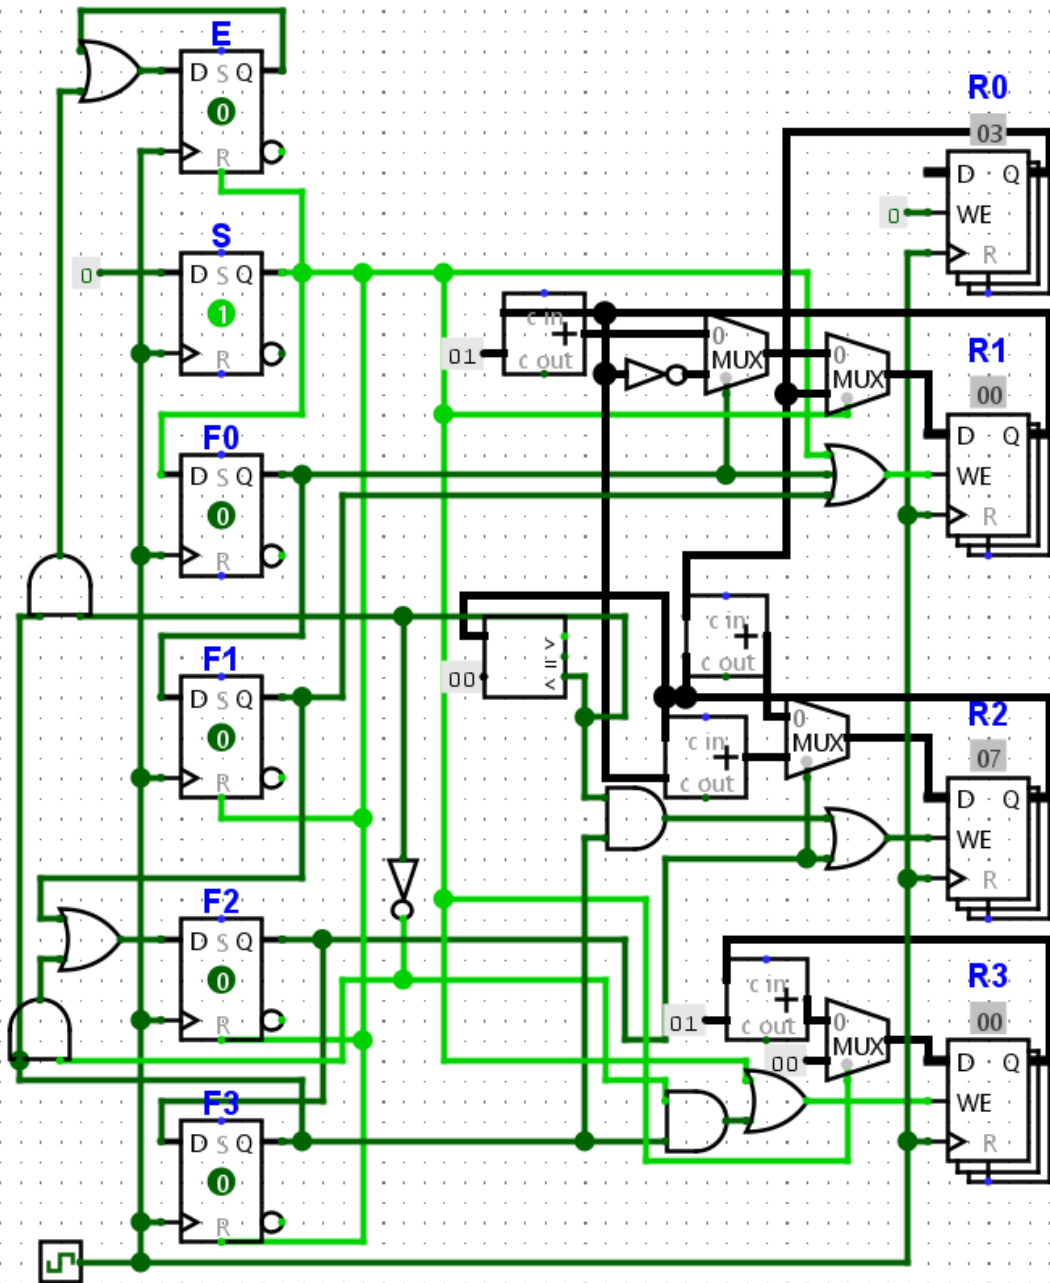 E
D S Q
0
R
S
0
D S Q
1
R
F0
D S Q
0
R
F1
D S Q
0
R
F2
D S Q
0
R
F3
D S Q
0
R
c in
+
01
c out
0
MUX
0
MUX
>
=
<
00
c in
+
c out
c in
+
c out
0
MUX
c in
+
01
c out
00
0
MUX
R0
03
D Q
0
WE
R
R1
00
D Q
WE
R
R2
07
D Q
WE
R
R3
00
D Q
WE
R